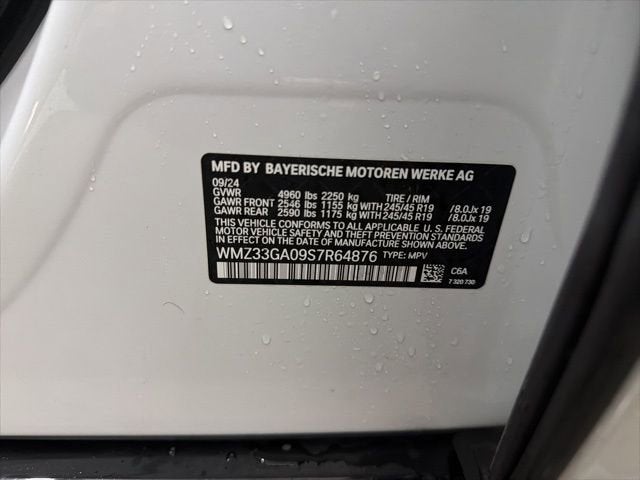 MFD BY BAYERISCHE MOTOREN WERKE AG
09/24
GVWR 4960 lbs 2250 kg TIRE / RIM
GAWR FRONT 2546 lbs 1155 kg WITH 245/45 R19 /8.0Jx 19
GAWR REAR 2590 lbs 1175 kg WITH 245/45 R19 /8.0Jx 19
THIS VEHICLE CONFORMS TO ALL APPLICABLE U. S. FEDERAL
MOTOR VEHICLE SAFETY, BUMPER, AND THEFT PREVENTION
STANDARDS IN EFFECT ON THE DATE OF MANUFACTURE SHOWN ABOVE.
WMZ33GA09S7R64876 TYPE: MPV
C6A
7 320 730